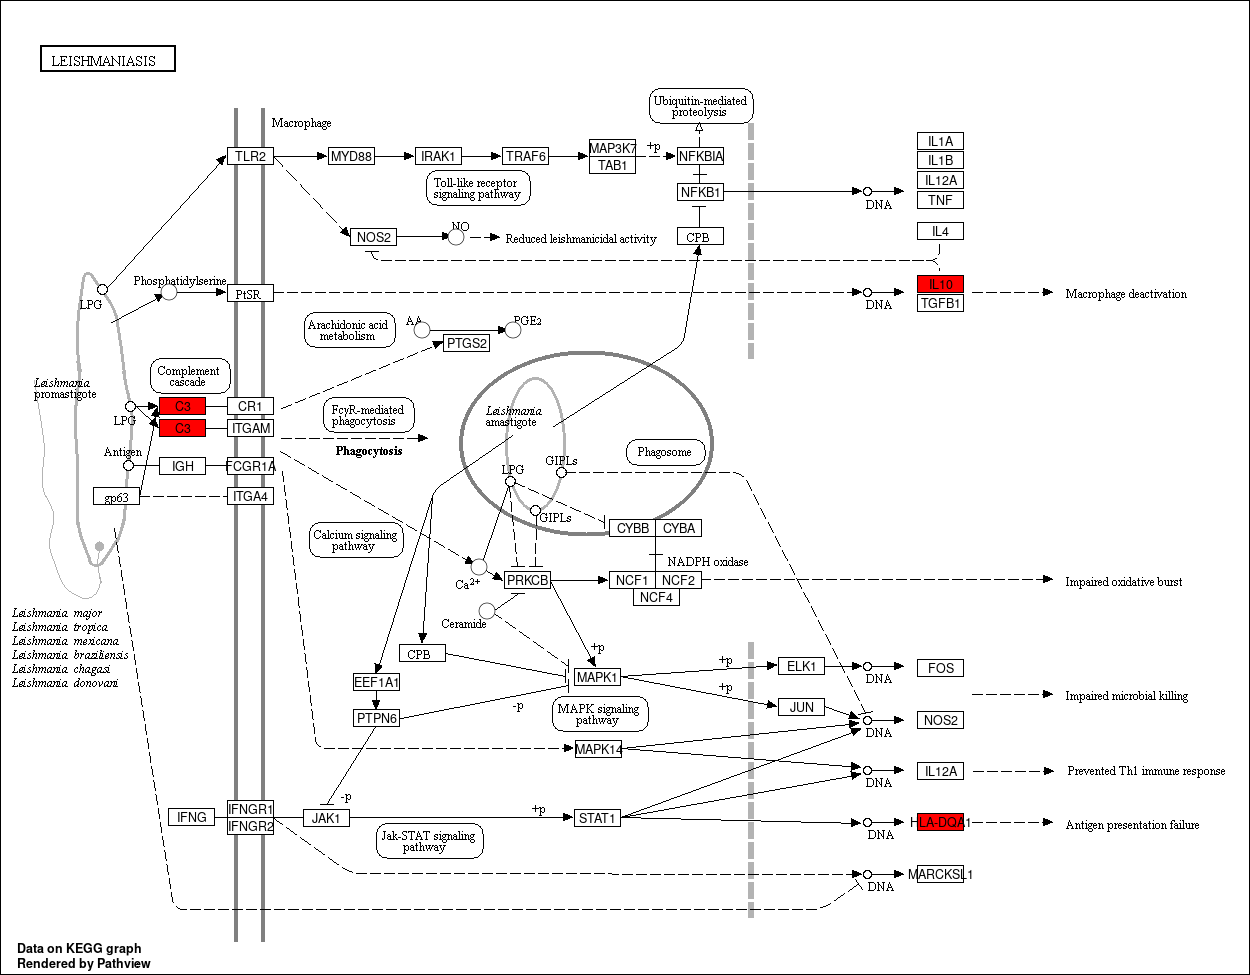 LEISHMANIASIS
Macrophage
Ubiquitin-mediated
proteolysis
TLR2
MYD88
IRAK1
TRAF6
MAP3K7
TAB1
+p
NFKBIA
Toll-like receptor
signaling pathway
NFKB1
DNA
IL1A
IL1B
IL12A
TNF
IL4
NOS2
NO
Reduced leishmanicidal activity
CPB
Phosphatidylserine
LPG
PtSR
DNA
IL10
TGFB1
Macrophage deactivation
Arachidonic acid
metabolism
AA
PGE2
PTGS2
Complement
cascade
Leishmania
promastigote
LPG
C3
CR1
C3
ITGAM
FcγR-mediated
phagocytosis
Phagocytosis
Leishmania
amastigote
Phagosome
Antigen
IGH
FCGR1A
gp63
ITGA4
LPG
GIPLs
GIPLs
CYBB
CYBA
NADPH oxidase
Calcium signaling
pathway
Ca2+
PRKCB
NCF1
NCF2
NCF4
Impaired oxidative burst
Ceramide
Leishmania major
Leishmania tropica
Leishmania mexicana
Leishmania braziliensis
Leishmania chagasi
Leishmania donovani
CPB
+p
EEF1A1
MAPK1
+p
ELK1
DNA
FOS
+p
JUN
Impaired microbial killing
PTPN6
-p
MAPK signaling
pathway
DNA
NOS2
MAPK14
DNA
IL12A
Prevented Th1 immune response
IFNG
IFNGR1
IFNGR2
-p
JAK1
+p
STAT1
DNA
HLA-DQA1
Antigen presentation failure
Jak-STAT signaling
pathway
DNA
MARCKSL1
Data on KEGG graph
Rendered by Pathview